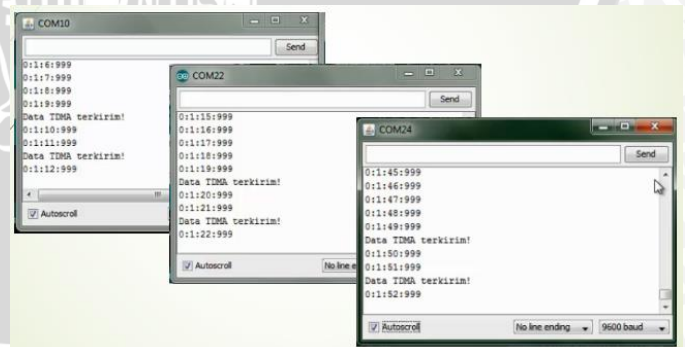 COM10
Send
0:1:6:999
0:1:7:999
0:1:8:999
0:1:9:999
Data TDMA terkirim!
0:1:10:999
0:1:11:999
Data TDMA terkirim!
0:1:12:999
Autoscroll
COM22
Send
0:1:15:999
0:1:16:999
0:1:17:999
0:1:18:999
0:1:19:999
Data TDMA terkirim!
0:1:20:999
0:1:21:999
Data TDMA terkirim!
0:1:22:999
Autoscroll
No line e
COM24
Send
0:1:45:999
0:1:46:999
0:1:47:999
0:1:48:999
0:1:49:999
Data TDMA terkirim!
0:1:50:999
0:1:51:999
Data TDMA terkirim!
0:1:52:999
Autoscroll
No line ending
9600 baud